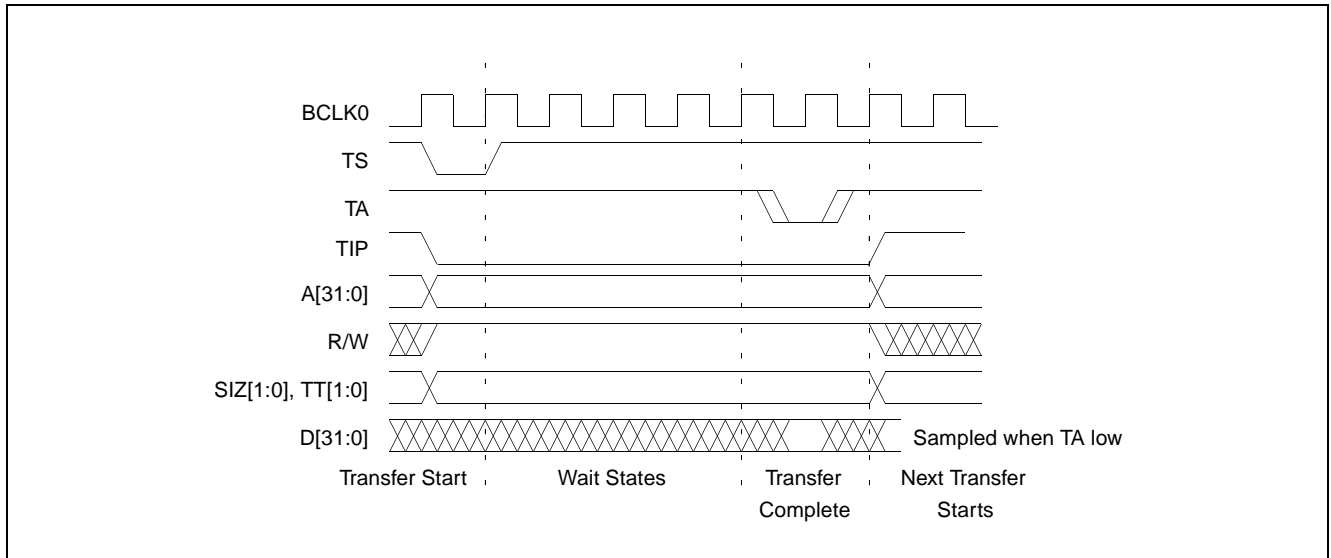 BCLK0
TS
TA
TIP
A[31:0]
R/W
SIZ[1:0], TT[1:0]
D[31:0]
Sampled when TA low
Transfer Start
Wait States
Transfer
Complete
Next Transfer
Starts